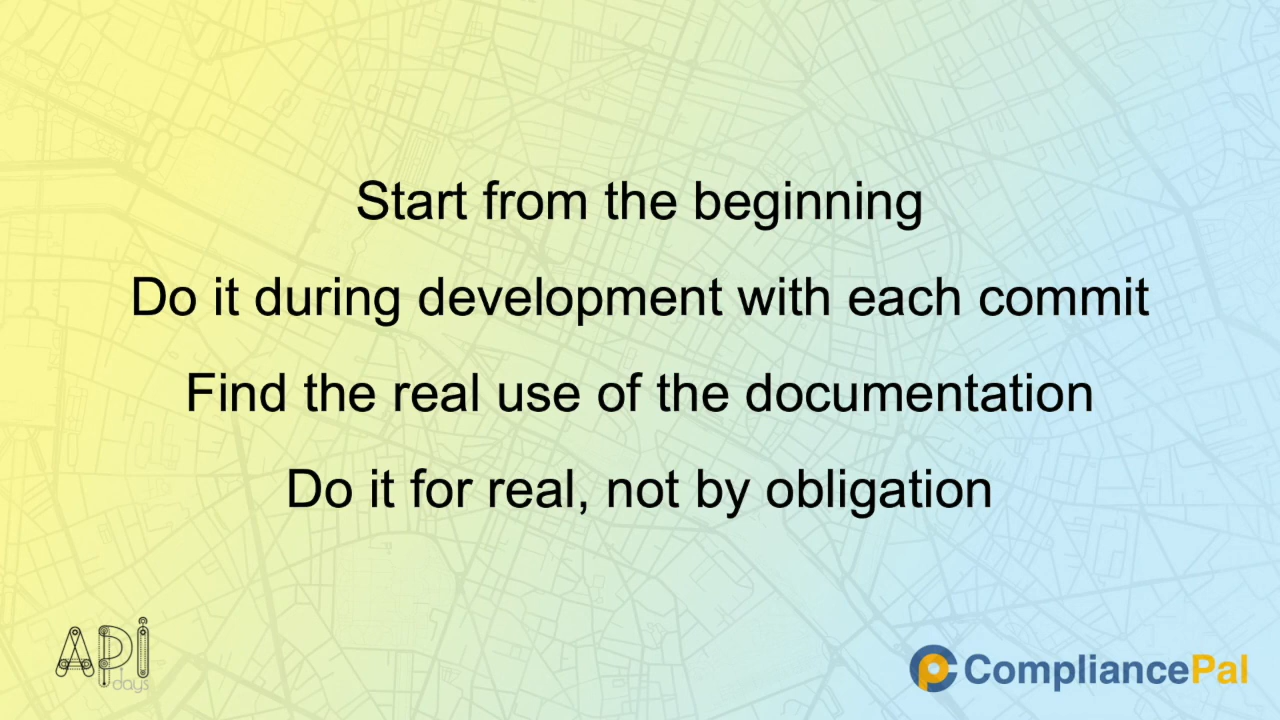 Start from the beginning
Do it during development with each commit
Find the real use of the documentation
Do it for real, not by obligation
APi
days
CompliancePal